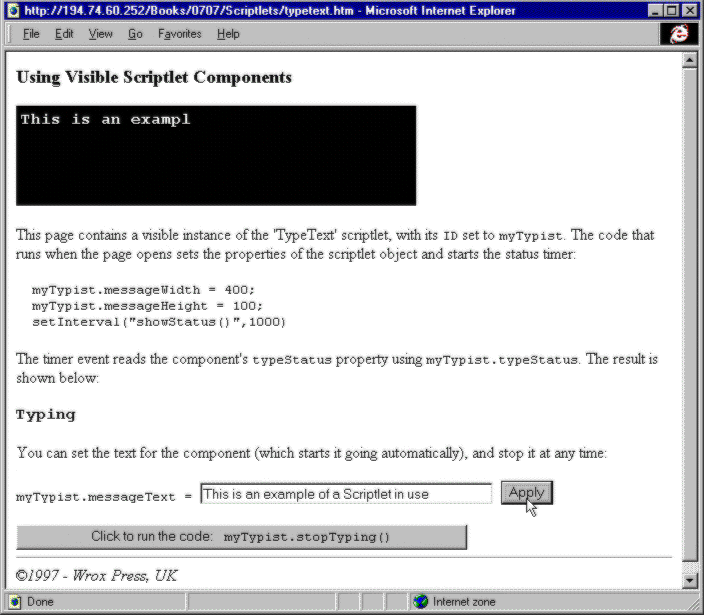 http://194.74.60.252/Books/0707/Scriptlets/typetext.htm - Microsoft Internet Explorer
File Edit View Go Favorites Help
Using Visible Scriptlet Components
This is an exampl
This page contains a visible instance of the 'TypeText' scriptlet, with its ID set to myTypist. The code that
runs when the page opens sets the properties of the scriptlet object and starts the status timer:
myTypist.messageWidth = 400;
myTypist.messageHeight = 100;
setInterval("showStatus()",1000)
The timer event reads the component's typeStatus property using myTypist.typeStatus. The result is
shown below:
Typing
You can set the text for the component (which starts it going automatically), and stop it at any time:
myTypist.messageText = This is an example of a Scriptlet in use Apply
Click to run the code: myTypist.stopTyping()
©1997 - Wrox Press, UK
Done Internet zone